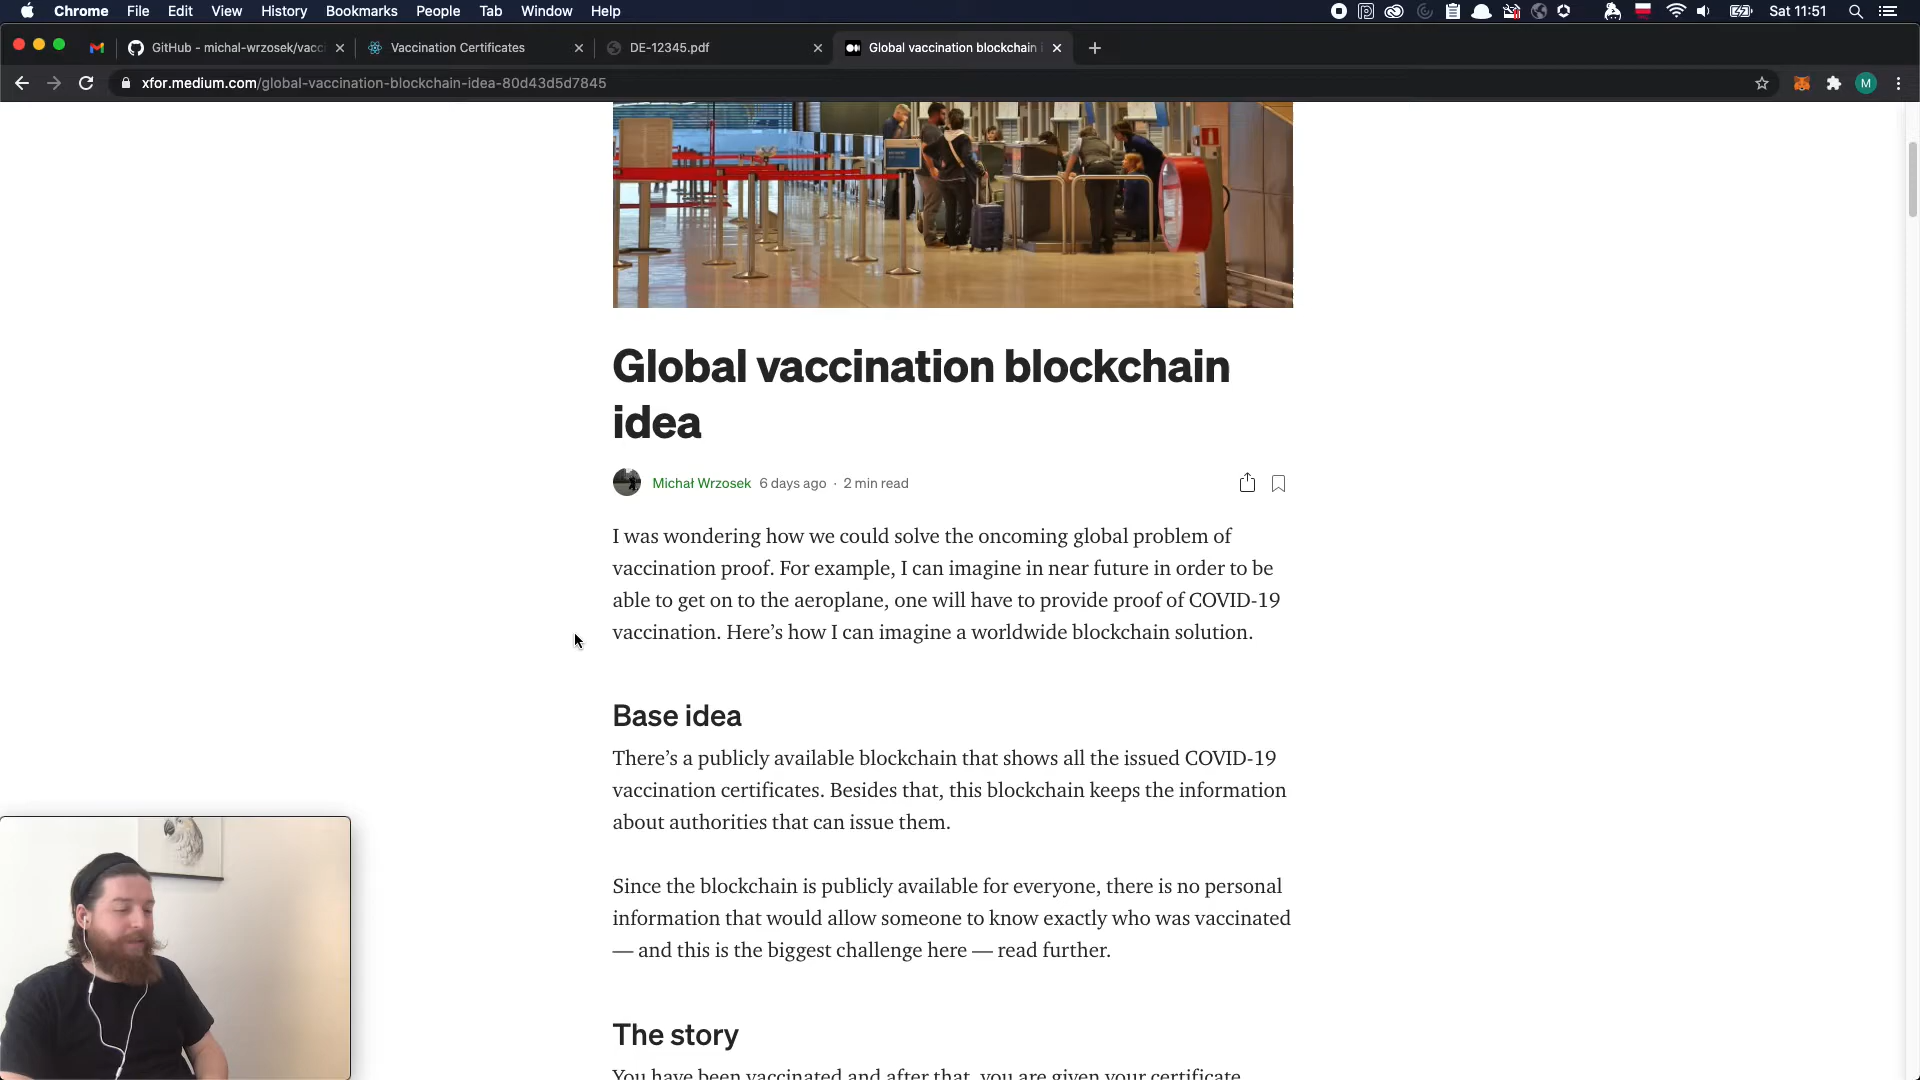 Chrome File Edit View History Bookmarks People Tab Window Help Sat 11:51
GitHub - michal-wrzosek/vacci Vaccination Certificates DE-12345.pdf Global vaccination blockchain
xfor.medium.com/global-vaccination-blockchain-idea-80d43d5d7845 M
Global vaccination blockchain
idea
Michał Wrzosek 6 days ago · 2 min read
I was wondering how we could solve the oncoming global problem of
vaccination proof. For example, I can imagine in near future in order to be
able to get on to the aeroplane, one will have to provide proof of COVID-19
vaccination. Here’s how I can imagine a worldwide blockchain solution.
Base idea
There’s a publicly available blockchain that shows all the issued COVID-19
vaccination certificates. Besides that, this blockchain keeps the information
about authorities that can issue them.
Since the blockchain is publicly available for everyone, there is no personal
information that would allow someone to know exactly who was vaccinated
— and this is the biggest challenge here — read further.
The story
You have been vaccinated and after that, you are given your certificate